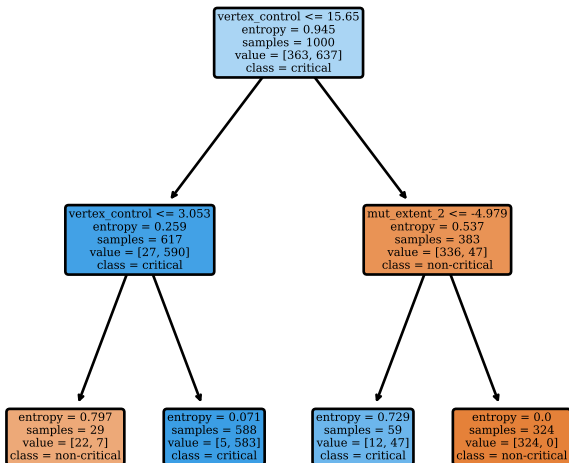 vertex_control <= 15.65
entropy = 0.945
samples = 1000
value = [363, 637]
class = critical
vertex_control <= 3.053
entropy = 0.259
samples = 617
value = [27, 590]
class = critical
mut_extent_2 <= -4.979
entropy = 0.537
samples = 383
value = [336, 47]
class = non-critical
entropy = 0.797
samples = 29
value = [22, 7]
class = non-critical
entropy = 0.071
samples = 588
value = [5, 583]
class = critical
entropy = 0.729
samples = 59
value = [12, 47]
class = critical
entropy = 0.0
samples = 324
value = [324, 0]
class = non-critical